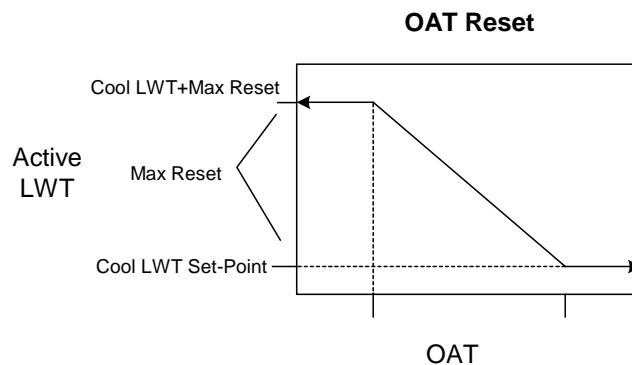 OAT Reset
Cool LWT+Max Reset
Active
LWT
Max Reset
Cool LWT Set-Point
OAT